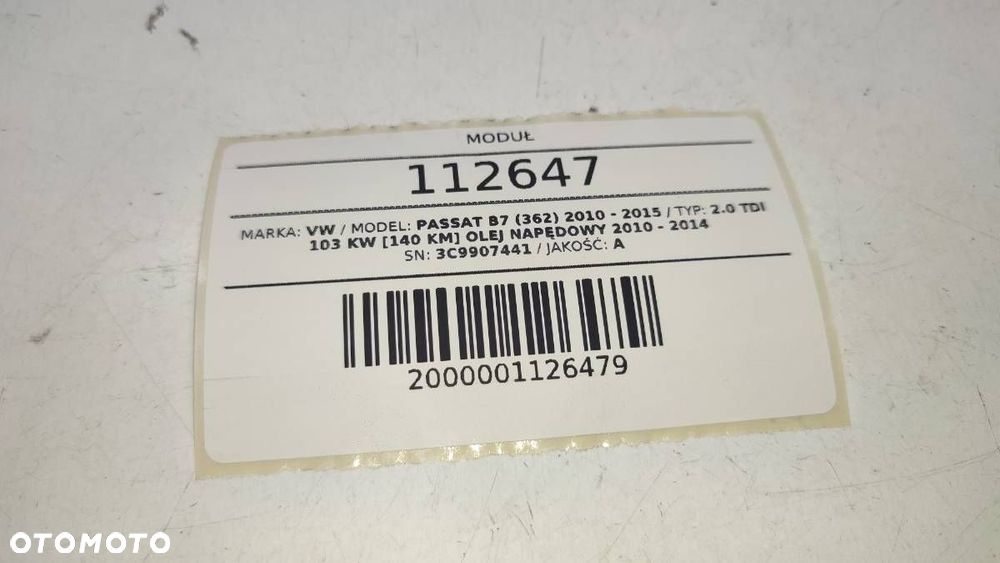 MODUŁ
112647
MARKA: VW / MODEL: PASSAT B7 (362) 2010 - 2015 / TYP: 2.0 TDI
103 KW [140 KM] OLEJ NAPĘDOWY 2010 - 2014
SN: 3C9907441 / JAKOŚĆ: A
2000001126479
OTOMOTO